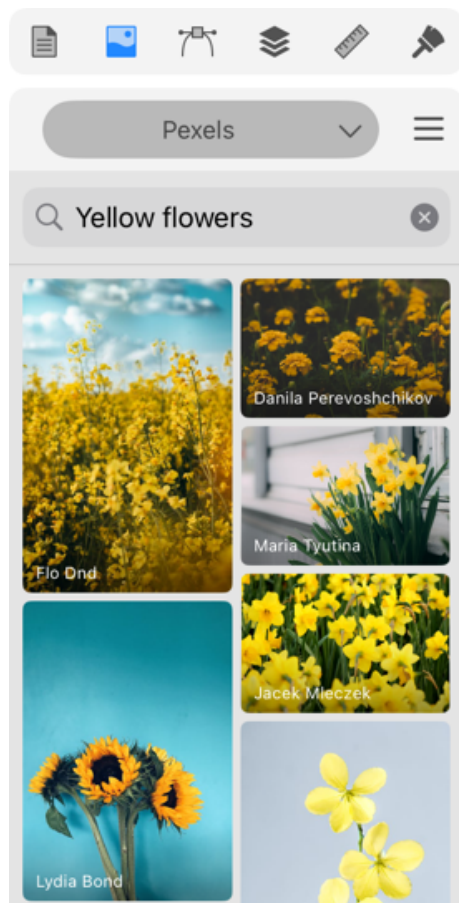 Pexels
Yellow flowers
Danila Perevoshchikov
Maria Tyutina
Flo Dnd
Jacek Mleczek
Lydia Bond